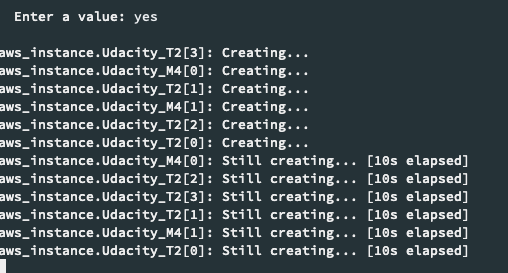 Enter a value: yes
aws_instance.Udacity_T2[3]: Creating...
aws_instance.Udacity_M4[0]: Creating...
aws_instance.Udacity_T2[1]: Creating...
aws_instance.Udacity_M4[1]: Creating...
aws_instance.Udacity_T2[2]: Creating...
aws_instance.Udacity_T2[0]: Creating...
aws_instance.Udacity_M4[0]: Still creating... [10s elapsed]
aws_instance.Udacity_T2[2]: Still creating... [10s elapsed]
aws_instance.Udacity_T2[3]: Still creating... [10s elapsed]
aws_instance.Udacity_T2[1]: Still creating... [10s elapsed]
aws_instance.Udacity_M4[1]: Still creating... [10s elapsed]
aws_instance.Udacity_T2[0]: Still creating... [10s elapsed]